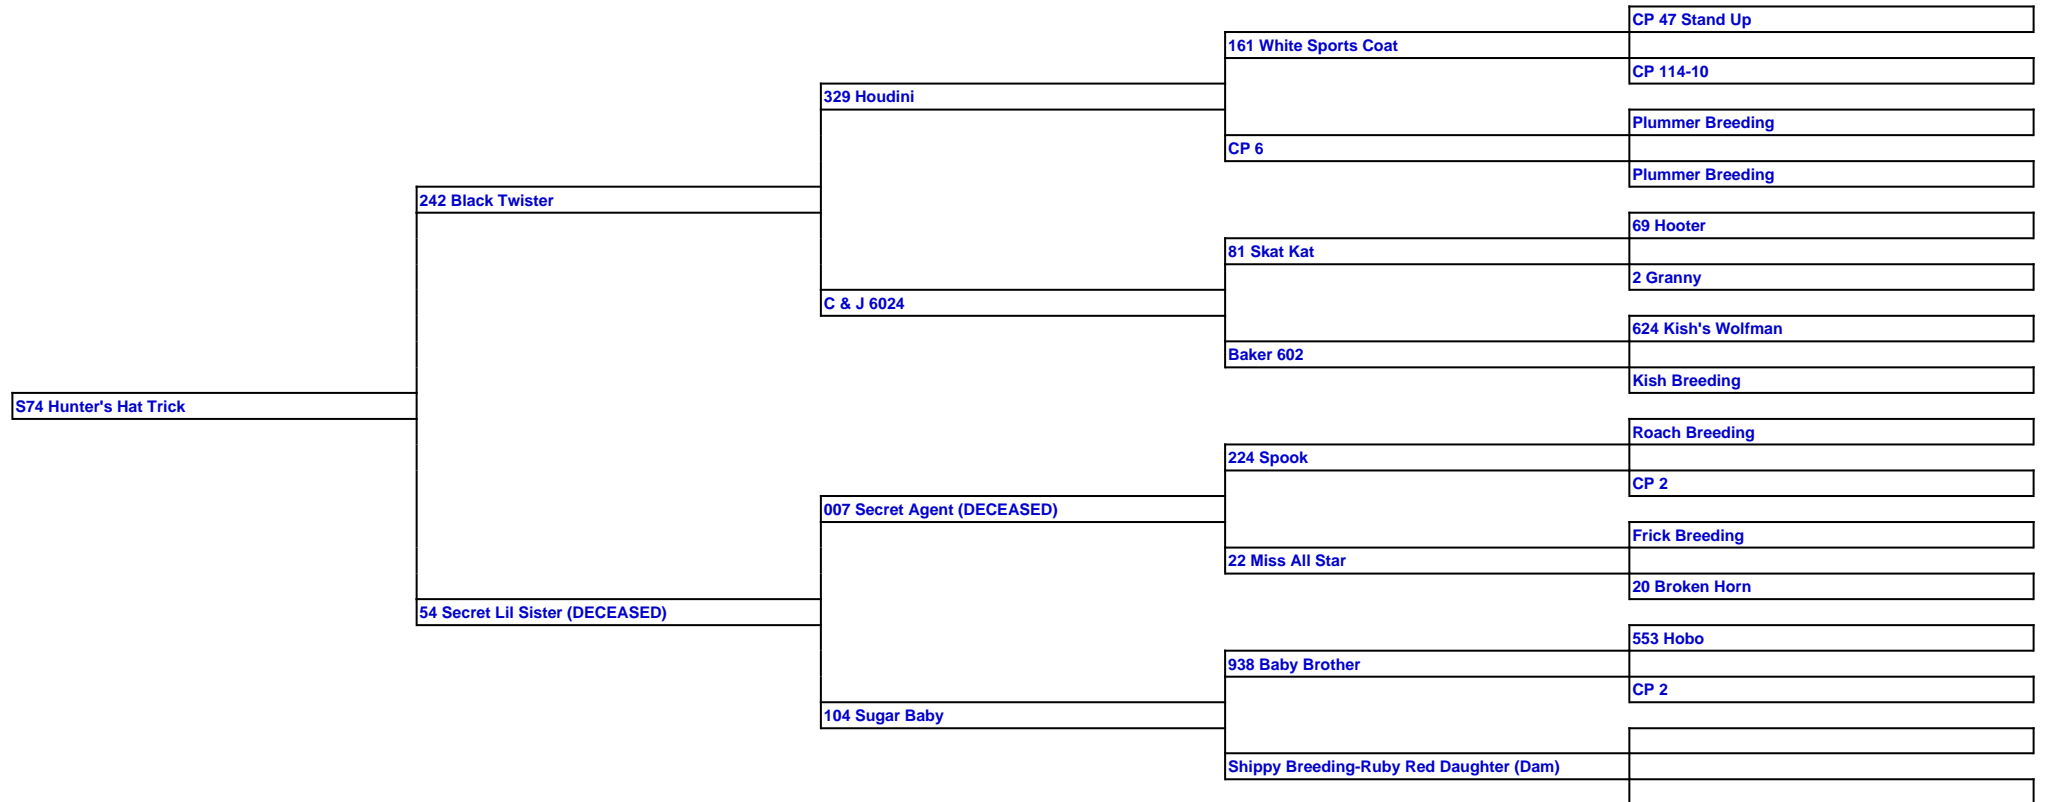 CP 47 Stand Up
161 White Sports Coat
CP 114-10
329 Houdini
Plummer Breeding
CP 6
Plummer Breeding
242 Black Twister
69 Hooter
81 Skat Kat
2 Granny
C & J 6024
624 Kish's Wolfman
Baker 602
Kish Breeding
S74 Hunter's Hat Trick
Roach Breeding
224 Spook
CP 2
007 Secret Agent (DECEASED)
Frick Breeding
22 Miss All Star
20 Broken Horn
54 Secret Lil Sister (DECEASED)
553 Hobo
938 Baby Brother
CP 2
104 Sugar Baby
Shippy Breeding-Ruby Red Daughter (Dam)